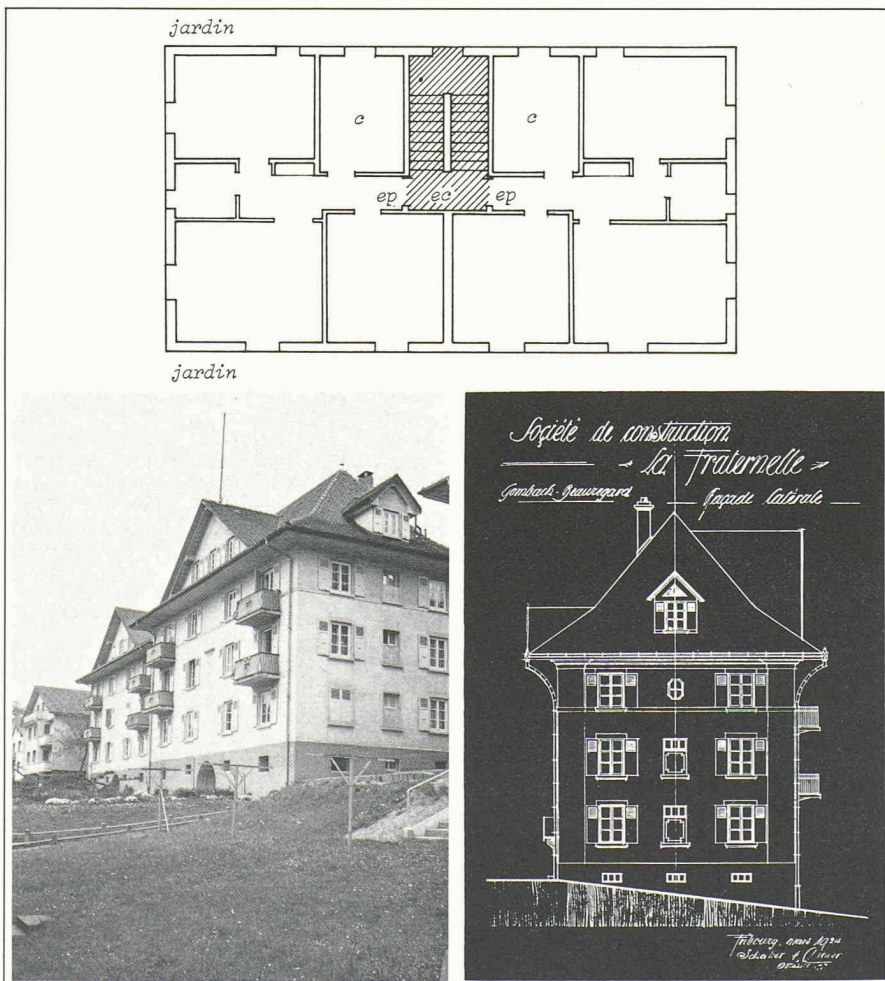 jardin
c c
ep ec ep
jardin
Société de construction
La Fraternelle
Gambach-Beauregard façade latérale
Fribourg, mars 1924